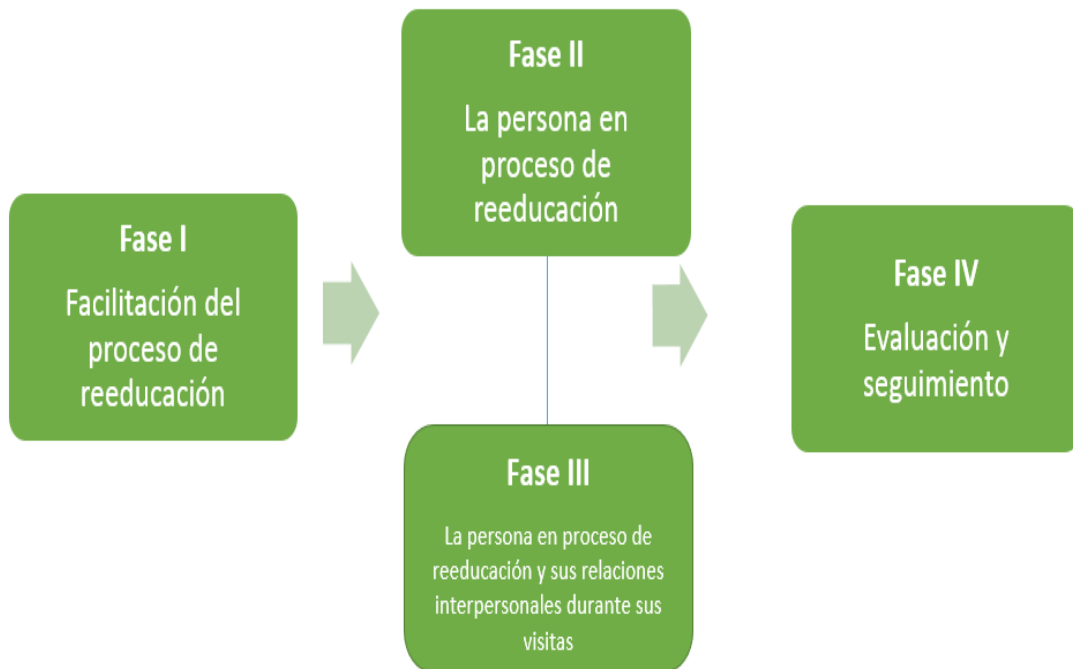 Fase I
Facilitación del
proceso de
reeducación
Fase II
La persona en
proceso de
reeducación
Fase III
La persona en proceso de
reeducación y sus relaciones
interpersonales durante sus
visitas
Fase IV
Evaluación y
seguimiento